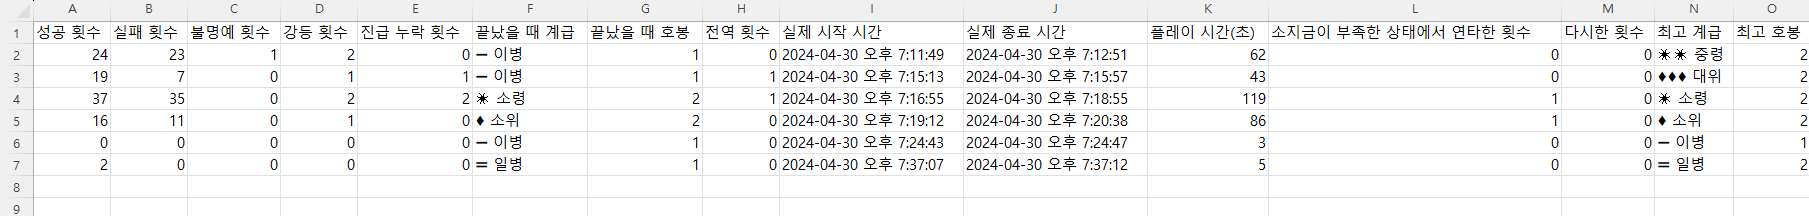 A B C D E F G H I J K L M N O
1 성공 횟수 실패 횟수 불명예 횟수 강등 횟수 진급 누락 횟수 끝났을 때 계급 끝났을 때 호봉 전역 횟수 실제 시작 시간 실제 종료 시간 플레이 시간(초) 소지금이 부족한 상태에서 연타한 횟수 다시한 횟수 최고 계급 최고 호봉
2 24 23 1 2 0 ━ 이병 1 0 2024-04-30 오후 7:11:49 2024-04-30 오후 7:12:51 62 0 0 ✷✷ 중령 2
3 19 7 0 1 1 ━ 이병 1 1 2024-04-30 오후 7:15:13 2024-04-30 오후 7:15:57 43 0 0 ♦♦♦ 대위 2
4 37 35 0 2 2 ✷ 소령 2 1 2024-04-30 오후 7:16:55 2024-04-30 오후 7:18:55 119 1 0 ✷ 소령 2
5 16 11 0 1 0 ♦ 소위 2 0 2024-04-30 오후 7:19:12 2024-04-30 오후 7:20:38 86 1 0 ♦ 소위 2
6 0 0 0 0 0 ━ 이병 1 0 2024-04-30 오후 7:24:43 2024-04-30 오후 7:24:47 3 0 0 ━ 이병 1
7 2 0 0 0 0 〓 일병 1 0 2024-04-30 오후 7:37:07 2024-04-30 오후 7:37:12 5 0 0 〓 일병 2
8
9